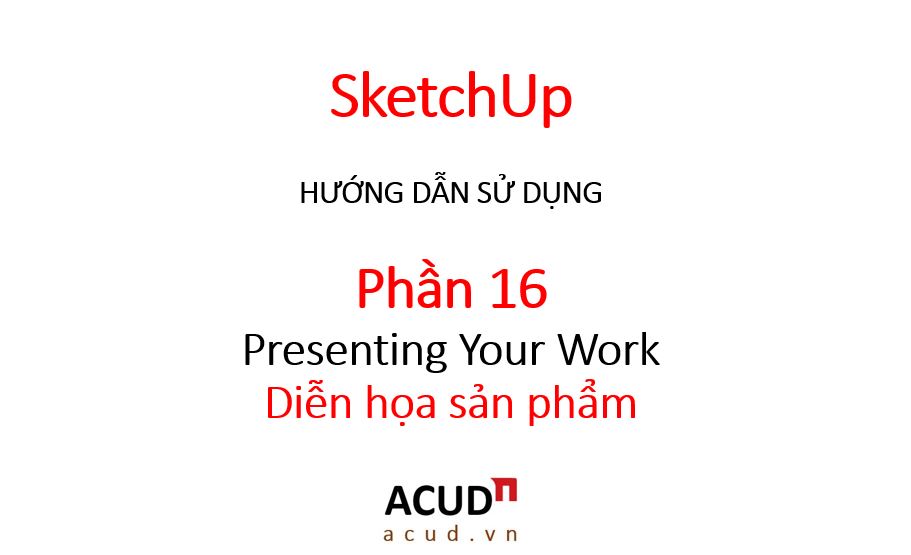 SketchUp
HƯỚNG DẪN SỬ DỤNG
Phần 16
Presenting Your Work
Diễn họa sản phẩm
ACUD
acud.vn